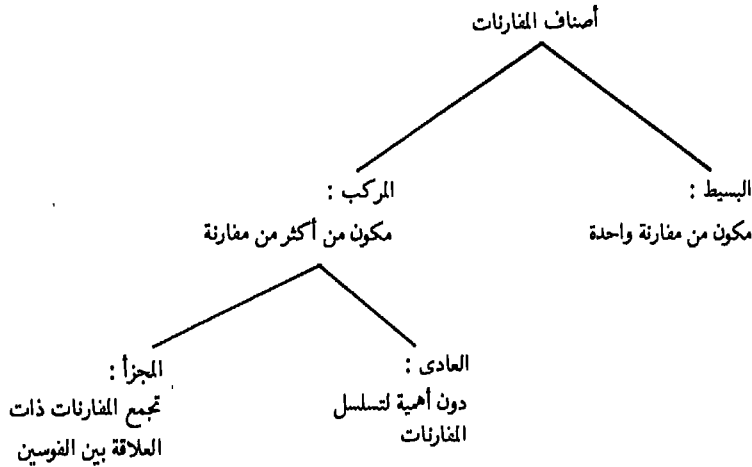 أصناف المفارنات
البسيط :
مكون من مفارنة واحدة
المركب :
مكون من أكثر من مفارنة
العادى :
دون أهمية لتسلسل
المفارنات
المجزأ :
تجمع المفارنات ذات
العلاقة بين الفوسين